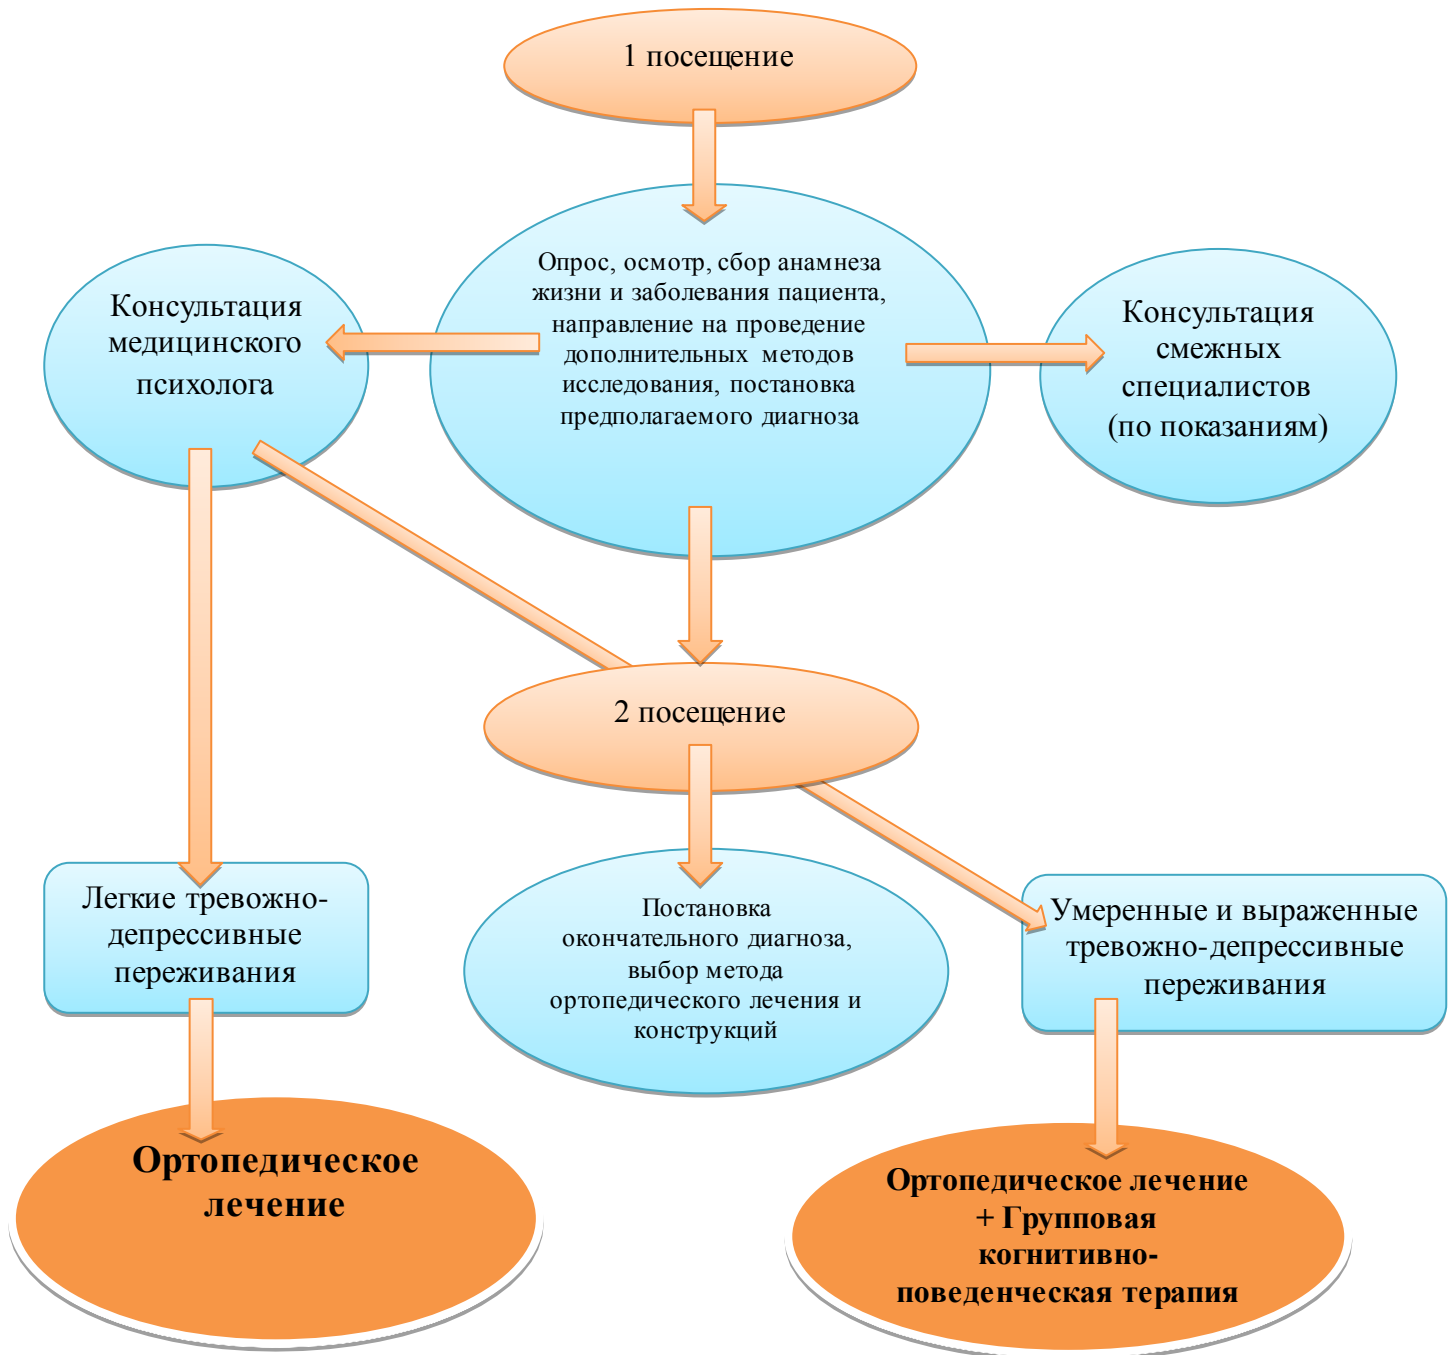 1 посещение
Опрос, осмотр, сбор анамнеза
жизни и заболевания пациента,
направление на проведение
дополнительных методов
исследования, постановка
предполагаемого диагноза
Консультация
медицинского
психолога
Консультация
смежных
специалистов
(по показаниям)
2 посещение
Легкие тревожно-
депрессивные
переживания
Постановка
окончательного диагноза,
выбор метода
ортопедического лечения и
конструкций
Умеренные и выраженные
тревожно-депрессивные
переживания
Ортопедическое
лечение
Ортопедическое лечение
+ Групповая
когнитивно-
поведенческая терапия